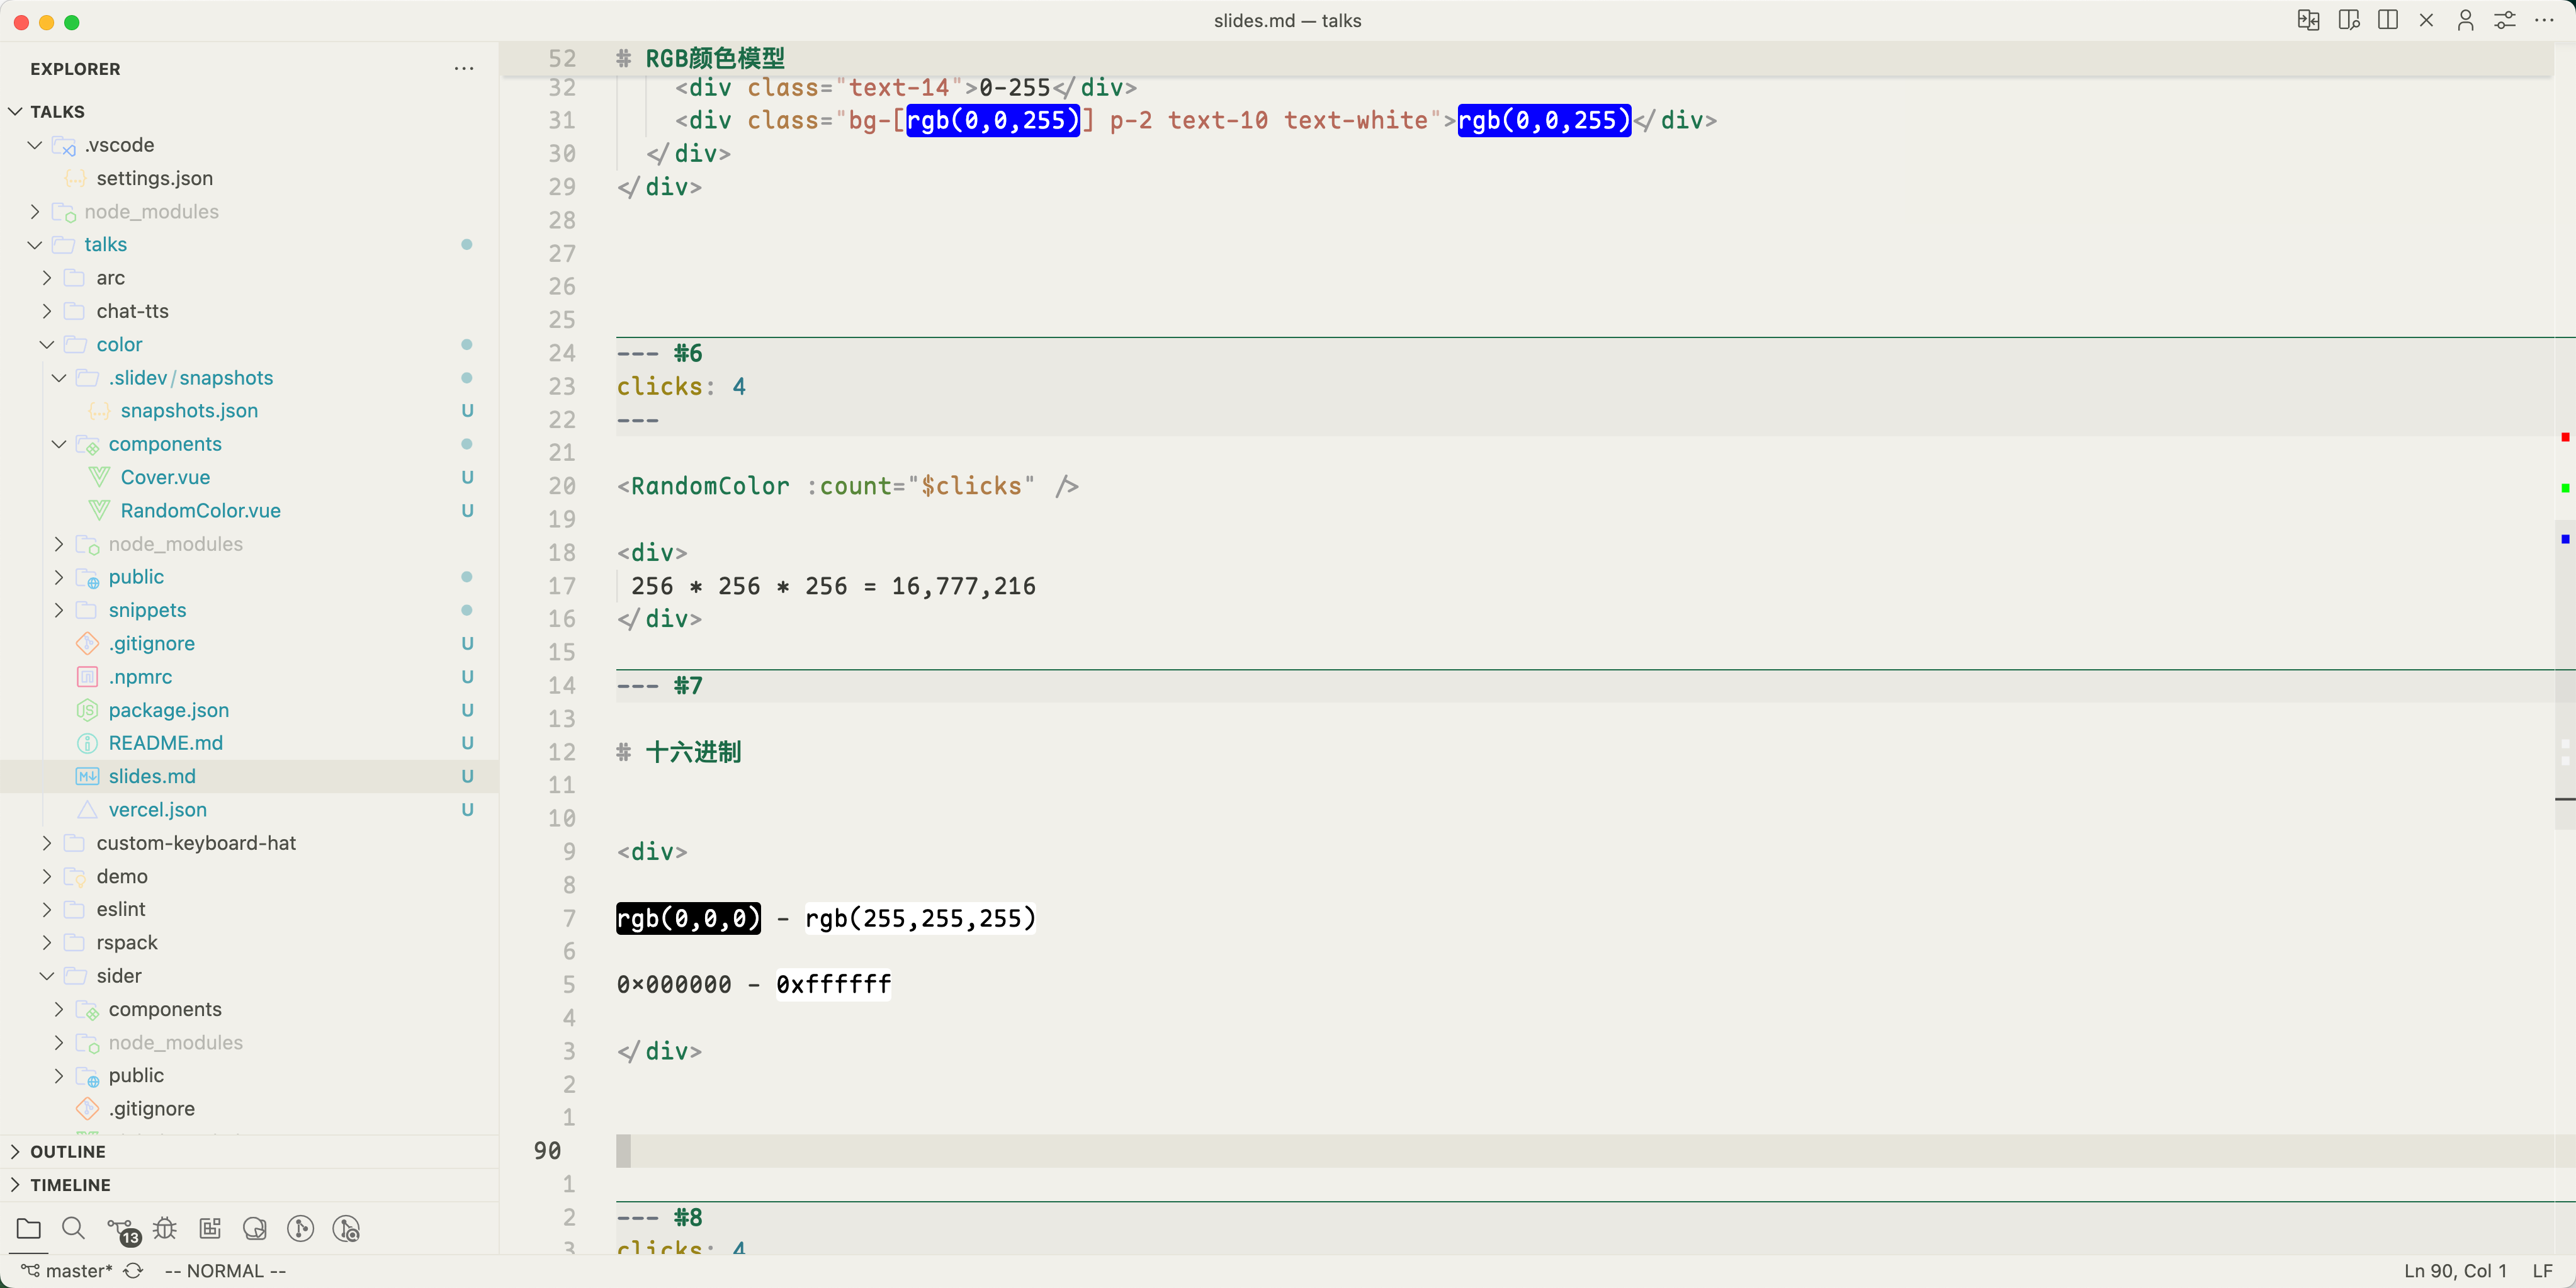 slides.md — talks
EXPLORER
TALKS
.vscode
settings.json
node_modules
talks
arc
chat-tts
color
.slidev/snapshots
snapshots.json U
components
Cover.vue U
RandomColor.vue U
node_modules
public
snippets
.gitignore U
.npmrc U
package.json U
README.md U
slides.md U
vercel.json U
custom-keyboard-hat
demo
eslint
rspack
sider
components
node_modules
public
.gitignore
OUTLINE
TIMELINE
13
52 # RGB颜色模型
32 <div class="text-14">0-255</div>
31 <div class="bg-[rgb(0,0,255)] p-2 text-10 text-white">rgb(0,0,255)</div>
30 </div>
29 </div>
28
27
26
25
24 --- #6
23 clicks: 4
22 ---
21
20 <RandomColor :count="$clicks" />
19
18 <div>
17 256 * 256 * 256 = 16,777,216
16 </div>
15
14 --- #7
13
12 # 十六进制
11
10
9 <div>
8
7 rgb(0,0,0) - rgb(255,255,255)
6
5 0×000000 - 0xffffff
4
3 </div>
2
1
90
1
2 --- #8
3 clicks: 4
master* -- NORMAL -- Ln 90, Col 1 LF